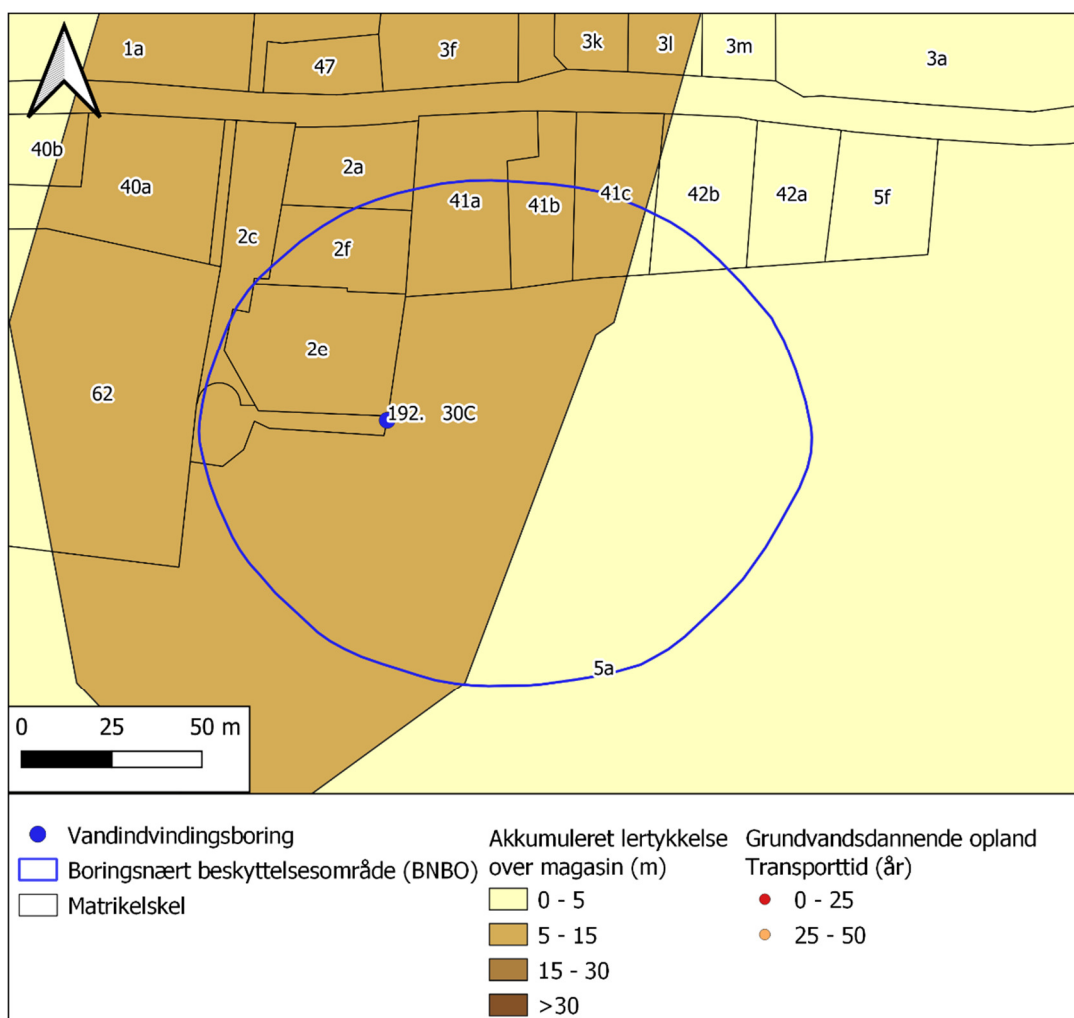 1a
3f
3k
3l
3m
3a
47
40b
40a
2a
41a
41b
41c
42b
42a
5f
2c
2f
2e
62
192. 30C
5a
0 25 50 m
Vandindvindingsboring
Boringsnært beskyttelsesområde (BNBO)
Matrikelskel
Akkumuleret lertykkelse
over magasin (m)
0 - 5
5 - 15
15 - 30
>30
Grundvandsdannende opland
Transporttid (år)
0 - 25
25 - 50